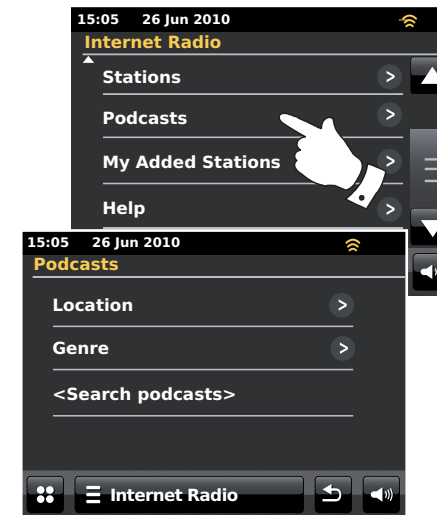 15:05 26 Jun 2010
Internet Radio
Stations >
Podcasts >
My Added Stations >
Help >
15:05 26 Jun 2010
Podcasts
Location >
Genre >
<Search podcasts>
Internet Radio